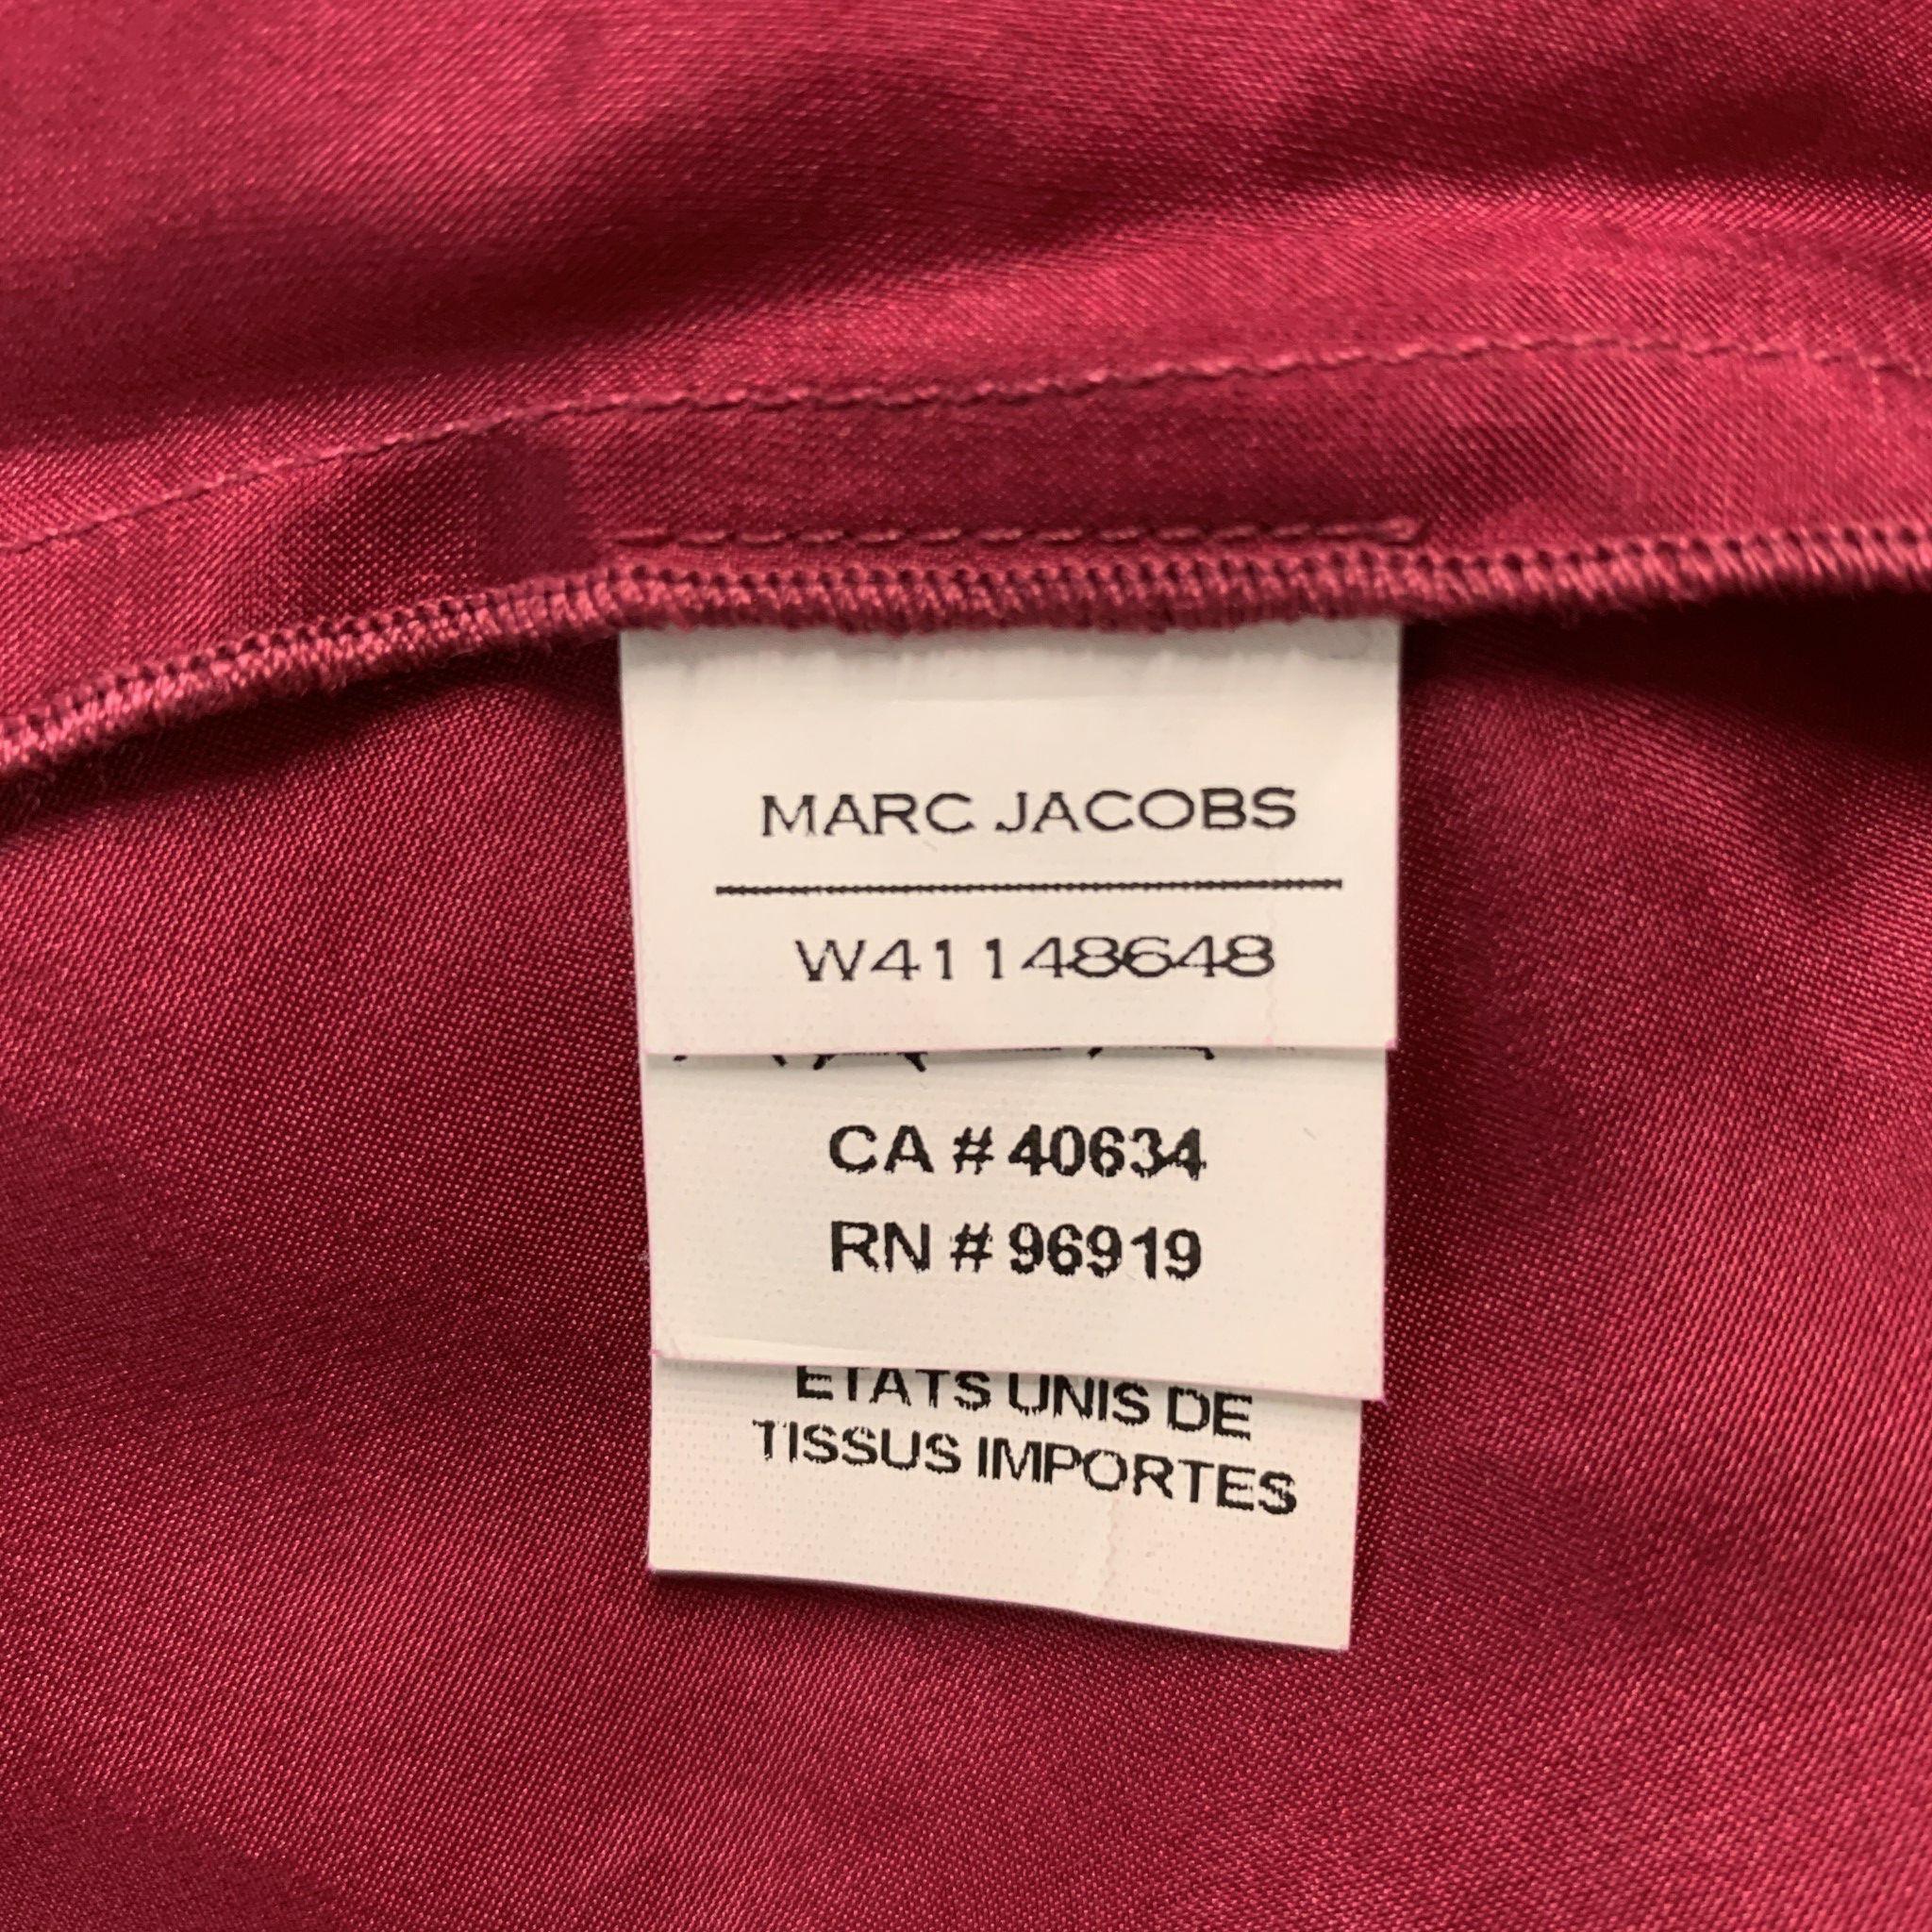 MARC JACOBS
W41148648
CA # 40634
RN # 96919
ETATS UNIS DE
TISSUS IMPORTES